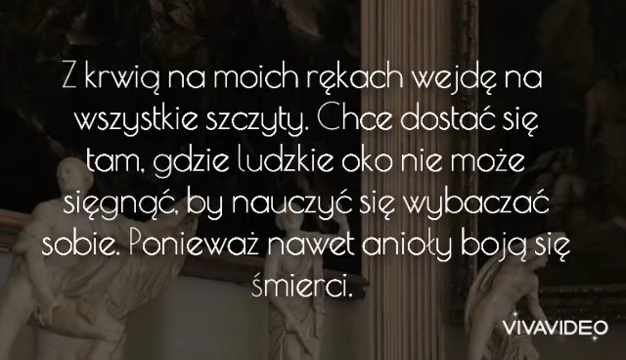 Z krwią na moich rękach wejdę na
wszystkie szczyty. Chce dostać się
tam, gdzie ludzkie oko nie może
sięgnąć, by nauczyć się wybaczać
sobie. Ponieważ nawet anioły boją się
śmierci.
VIVAVIDEO